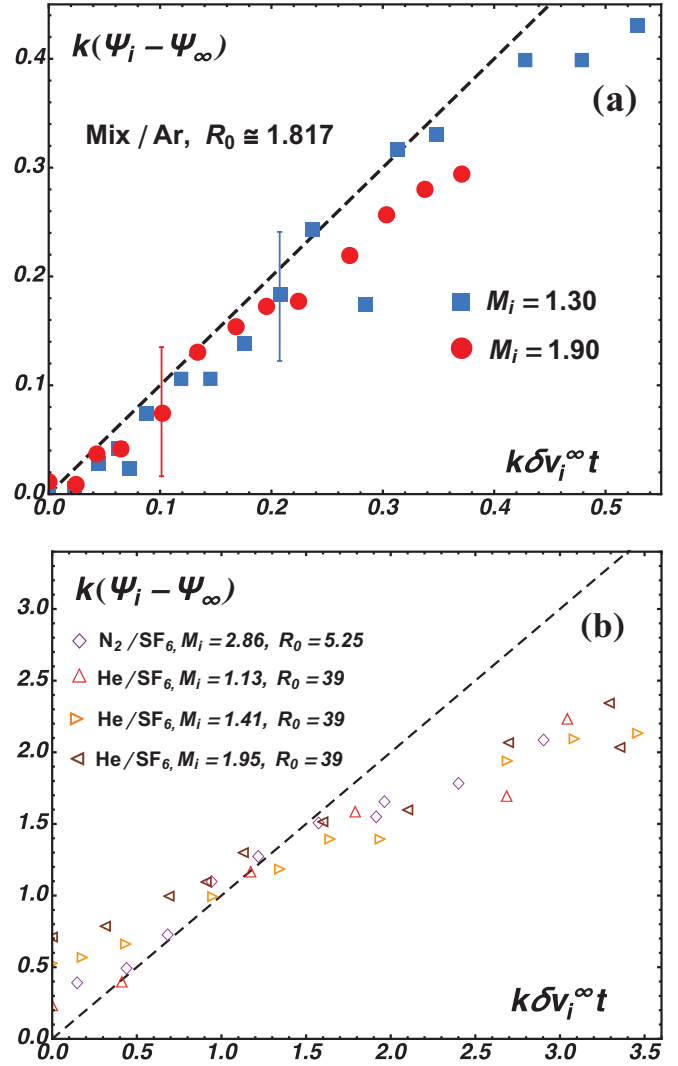 k(Ψi − Ψ∞)
0.4
(a)
Mix / Ar, R0 ≅ 1.817
0.3
0.2
Mi = 1.30
Mi = 1.90
0.1
kδvi∞ t
0.0
0.0 0.1 0.2 0.3 0.4 0.5
k(Ψi − Ψ∞)
3.0
(b)
N2/SF6, Mi = 2.86, R0 = 5.25
He/SF6, Mi = 1.13, R0 = 39
2.5
He/SF6, Mi = 1.41, R0 = 39
2.0
He/SF6, Mi = 1.95, R0 = 39
1.5
1.0
0.5
kδvi∞ t
0.0
0.0 0.5 1.0 1.5 2.0 2.5 3.0 3.5